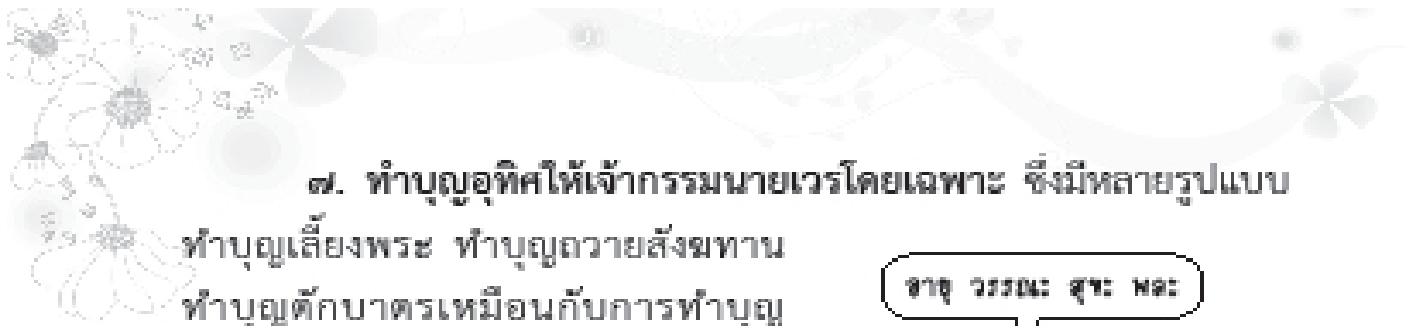 ๗. ทำบุญอุทิศให้เจ้ากรรมนายเวรโดยเฉพาะ ซึ่งมีหลายรูปแบบ
ทำบุญเลี้ยงพระ ทำบุญถวายสังฆทาน
ทำบุญตักบาตรเหมือนกับการทำบุญ
อายุ วรรณะ สุขะ พละ